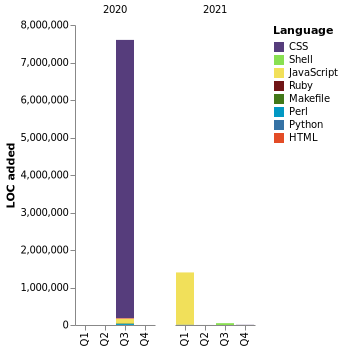 2020
2021
8,000,000
7,000,000
6,000,000
5,000,000
4,000,000
3,000,000
2,000,000
1,000,000
0
LOC added
Q1
Q2
Q3
Q4
Q1
Q2
Q3
Q4
Language
CSS
Shell
JavaScript
Ruby
Makefile
Perl
Python
HTML